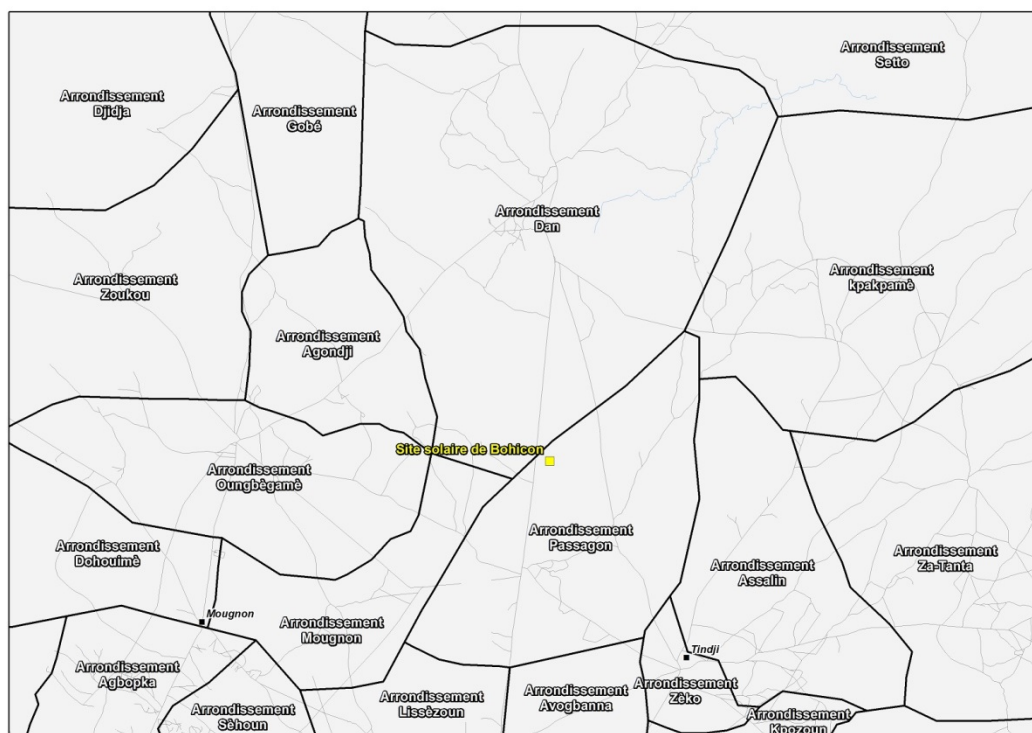 Arrondissement
Setto
Arrondissement
Djidja
Arrondissement
Gobé
Arrondissement
Dan
Arrondissement
kpakpamè
Arrondissement
Zoukou
Arrondissement
Agondji
Site solaire de Bohicon
Arrondissement
Oungbègamè
Arrondissement
Passagon
Arrondissement
Dohouimè
Arrondissement
Za-Tanta
Arrondissement
Assalin
Mougnon
Arrondissement
Mougnon
Tindji
Arrondissement
Agbopka
Arrondissement
Zèko
Arrondissement
Lissèzoun
Arrondissement
Avogbanna
Arrondissement
Sèhoun
Arrondissement
Kpozoun